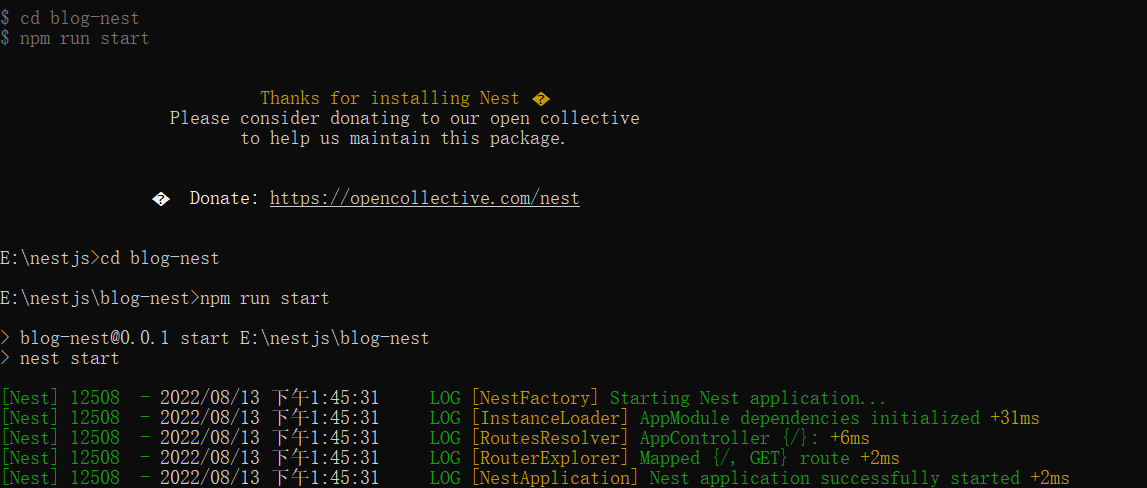 $ cd blog-nest
$ npm run start
Thanks for installing Nest �
Please consider donating to our open collective
to help us maintain this package.
� Donate: https://opencollective.com/nest
E:\nestjs>cd blog-nest
E:\nestjs\blog-nest>npm run start
> blog-nest@0.0.1 start E:\nestjs\blog-nest
> nest start
[Nest] 12508  - 2022/08/13 下午1:45:31     LOG [NestFactory] Starting Nest application...
[Nest] 12508  - 2022/08/13 下午1:45:31     LOG [InstanceLoader] AppModule dependencies initialized +31ms
[Nest] 12508  - 2022/08/13 下午1:45:31     LOG [RoutesResolver] AppController {/}: +6ms
[Nest] 12508  - 2022/08/13 下午1:45:31     LOG [RouterExplorer] Mapped {/, GET} route +2ms
[Nest] 12508  - 2022/08/13 下午1:45:31     LOG [NestApplication] Nest application successfully started +2ms